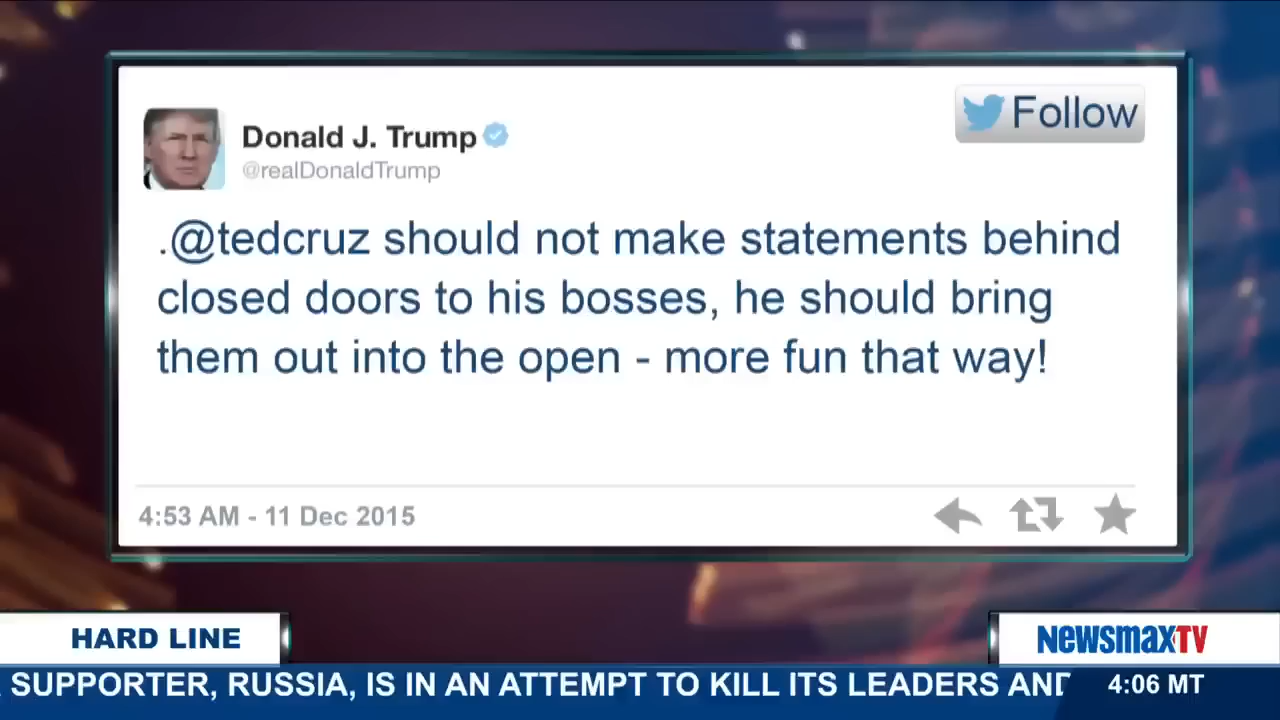 Donald J. Trump
@realDonaldTrump
Follow
.@tedcruz should not make statements behind
closed doors to his bosses, he should bring
them out into the open - more fun that way!
4:53 AM - 11 Dec 2015
HARD LINE
NEWSMAXTV
SUPPORTER, RUSSIA, IS IN AN ATTEMPT TO KILL ITS LEADERS AND
4:06 MT